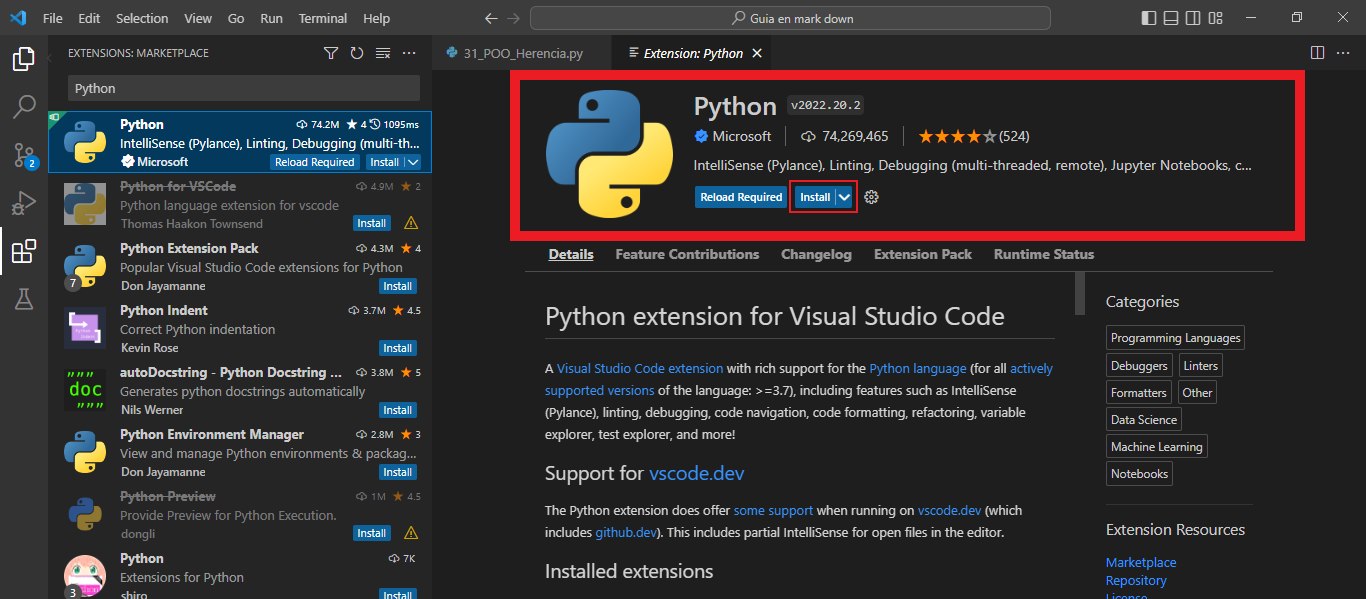 File Edit Selection View Go Run Terminal Help
Guia en mark down
EXTENSIONS: MARKETPLACE
31_POO_Herencia.py
Extension: Python
Python
2
Python 74.2M 4 1095ms
IntelliSense (Pylance), Linting, Debugging (multi-th...
Microsoft Reload Required Install
Python for VSCode 4.9M 2
Python language extension for vscode
Thomas Haakon Townsend Install
Python Extension Pack 4.3M 4
Popular Visual Studio Code extensions for Python
7
Don Jayamanne Install
Python Indent 3.7M 4.5
Correct Python indentation
Kevin Rose Install
""" doc """
autoDocstring - Python Docstring ... 3.8M 5
Generates python docstrings automatically
Nils Werner Install
Python Environment Manager 2.8M 3
View and manage Python environments & packag...
Don Jayamanne Install
Python Preview 1M 4.5
Provide Preview for Python Execution.
dongli Install
Python 7K
Extensions for Python
3
shiro Install
Python v2022.20.2
Microsoft 74,269,465 (524)
IntelliSense (Pylance), Linting, Debugging (multi-threaded, remote), Jupyter Notebooks, c...
Reload Required Install
Details Feature Contributions Changelog Extension Pack Runtime Status
Python extension for Visual Studio Code
A Visual Studio Code extension with rich support for the Python language (for all actively
supported versions of the language: >=3.7), including features such as IntelliSense
(Pylance), linting, debugging, code navigation, code formatting, refactoring, variable
explorer, test explorer, and more!
Support for vscode.dev
The Python extension does offer some support when running on vscode.dev (which
includes github.dev). This includes partial IntelliSense for open files in the editor.
Installed extensions
Categories
Programming Languages
Debuggers Linters
Formatters Other
Data Science
Machine Learning
Notebooks
Extension Resources
Marketplace
Repository
License